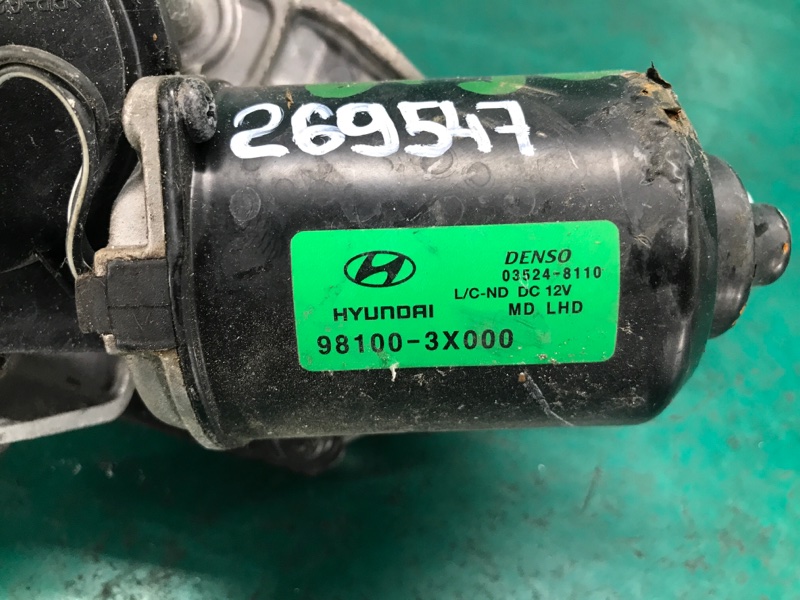 269547
DENSO
03524-8110
L/C-ND DC 12V
HYUNDAI
MD LHD
98100-3X000